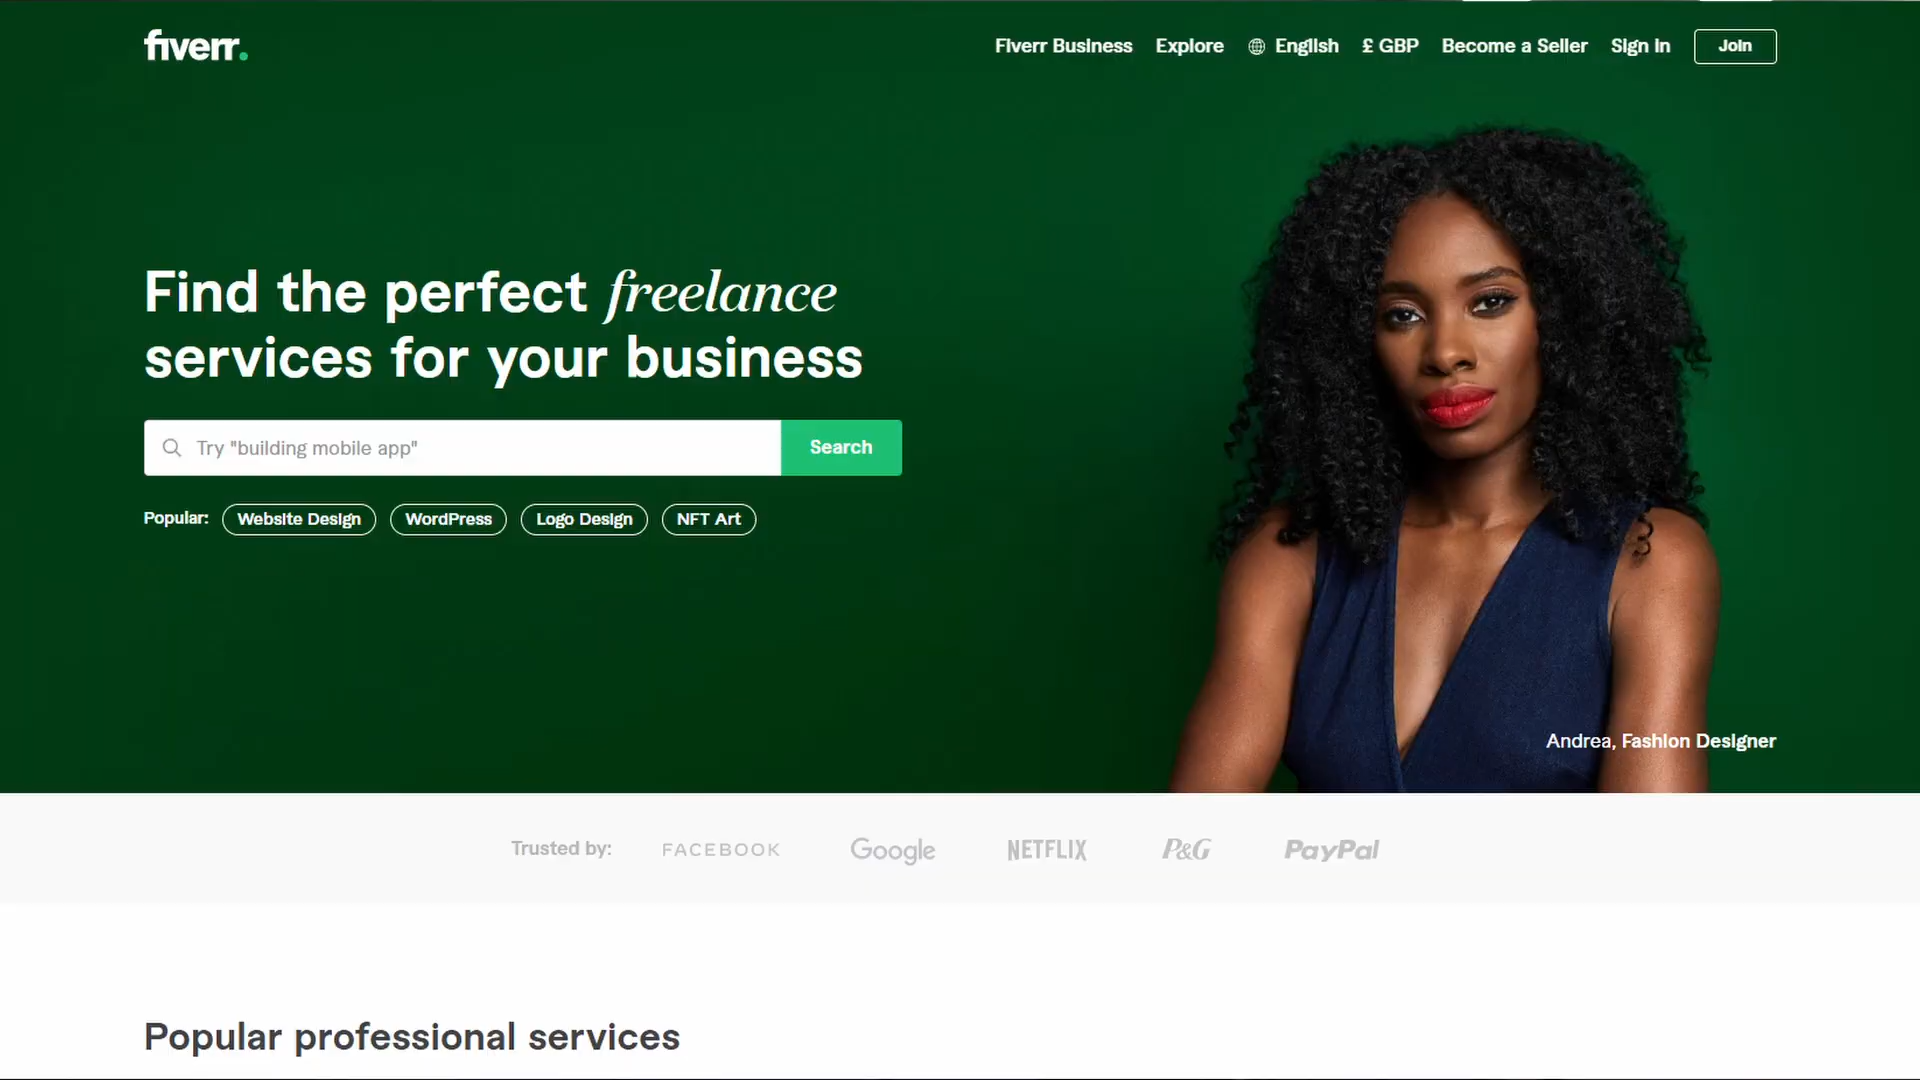 fiverr.
Fiverr Business Explore English £ GBP Become a Seller Sign In Join
Find the perfect freelance
services for your business
Try "building mobile app"
Search
Popular: Website Design WordPress Logo Design NFT Art
Andrea, Fashion Designer
Trusted by: FACEBOOK Google NETFLIX P&G PayPal
Popular professional services